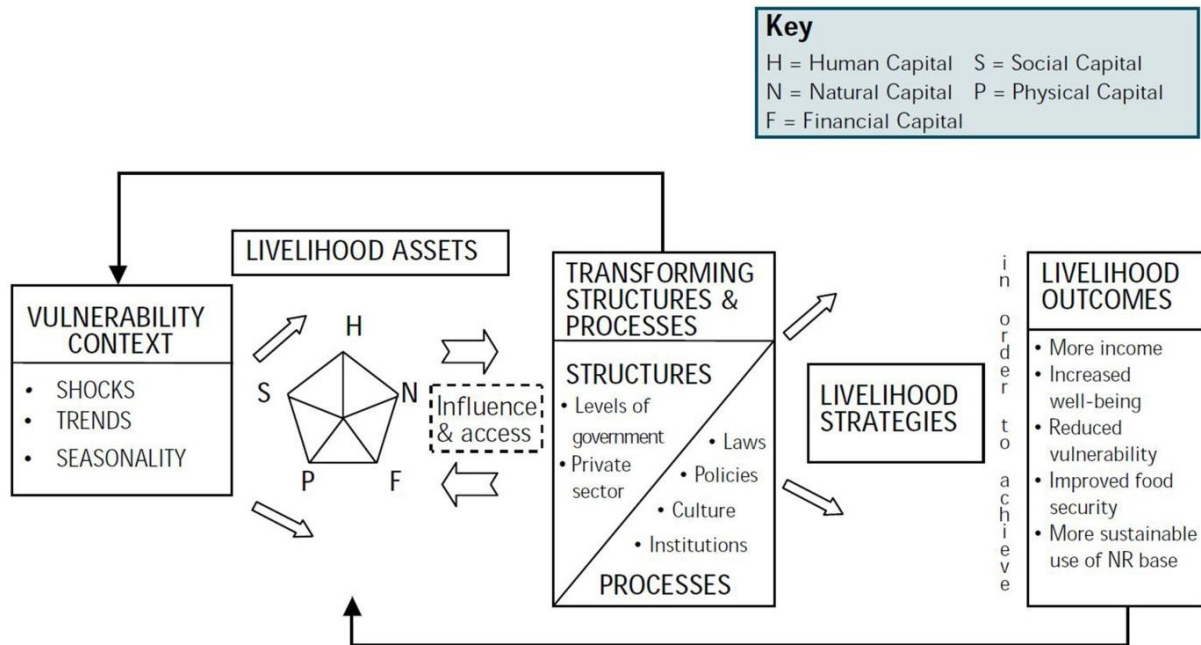 Key
H = Human Capital S = Social Capital
N = Natural Capital P = Physical Capital
F = Financial Capital
LIVELIHOOD ASSETS
VULNERABILITY
CONTEXT
• SHOCKS
• TRENDS
• SEASONALITY
H
S
N
P
F
Influence
& access
TRANSFORMING
STRUCTURES &
PROCESSES
STRUCTURES
• Levels of
government
• Private
sector
• Laws
• Policies
• Culture
• Institutions
PROCESSES
LIVELIHOOD
STRATEGIES
in order to achieve
LIVELIHOOD
OUTCOMES
• More income
• Increased
well-being
• Reduced
vulnerability
• Improved food
security
• More sustainable
use of NR base